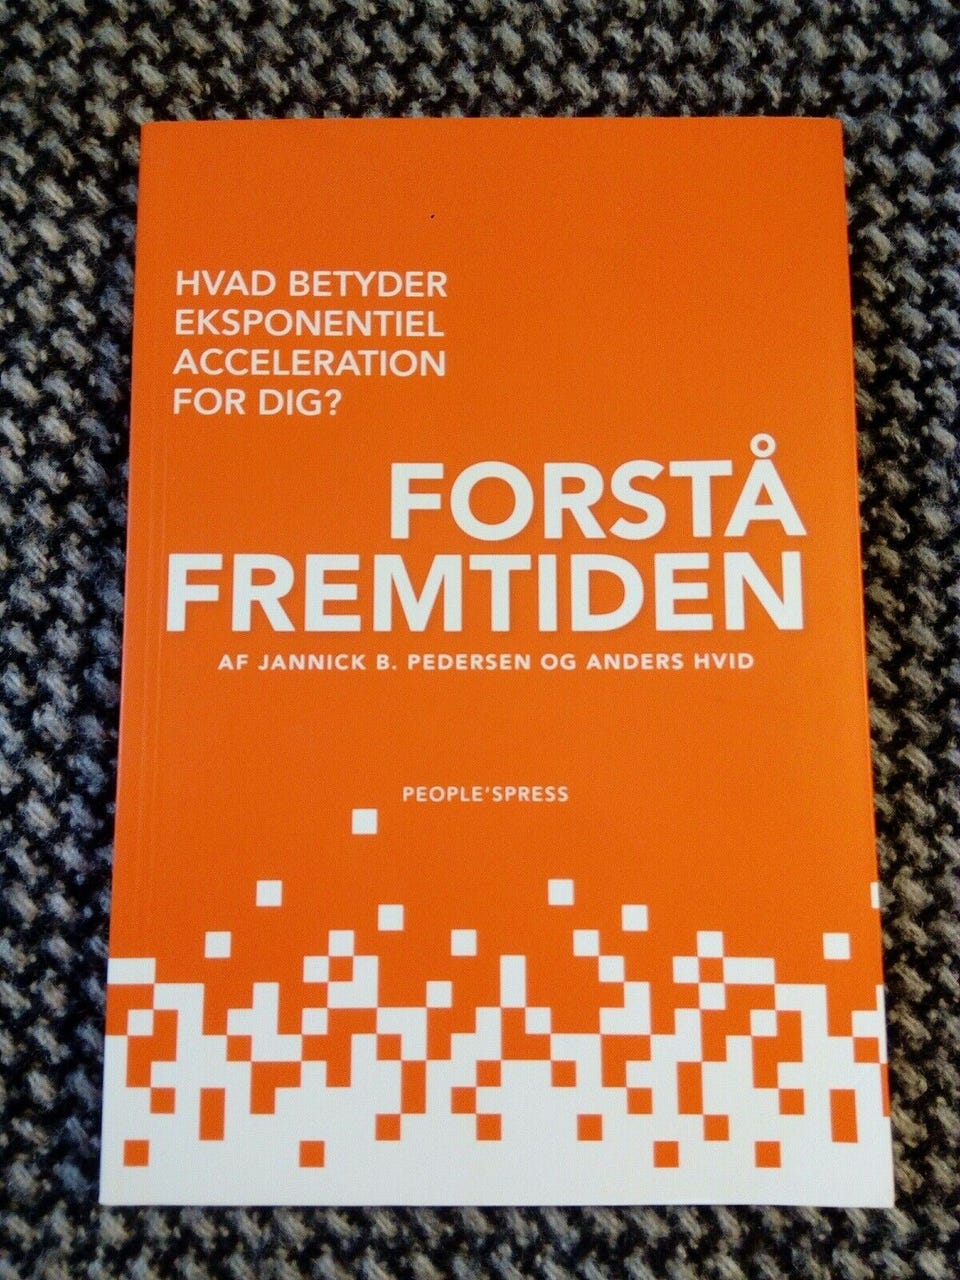 HVAD BETYDER
EKSPONENTIEL
ACCELERATION
FOR DIG?
FORSTÅ
FREMTIDEN
AF JANNICK B. PEDERSEN OG ANDERS HVID
PEOPLE'SPRESS